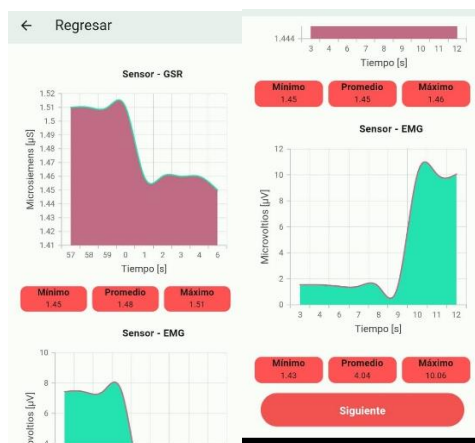 ← Regresar
Sensor - GSR
Microsiemens [µS]
1.52
1.51
1.5
1.49
1.48
1.47
1.46
1.45
1.44
1.43
1.42
1.41
57 58 59 0 1 2 3 4 6
Tiempo [s]
Mínimo Promedio Máximo
1.45 1.48 1.51
Sensor - EMG
10
8
6
4
1.444
3 4 6 7 8 9 10 11 12
Tiempo [s]
Mínimo Promedio Máximo
1.45 1.45 1.46
Sensor - EMG
Microvoltios [µV]
12
10
8
6
4
2
0
3 4 6 7 8 9 10 11 12
Tiempo [s]
Mínimo Promedio Máximo
1.43 4.04 10.06
Siguiente